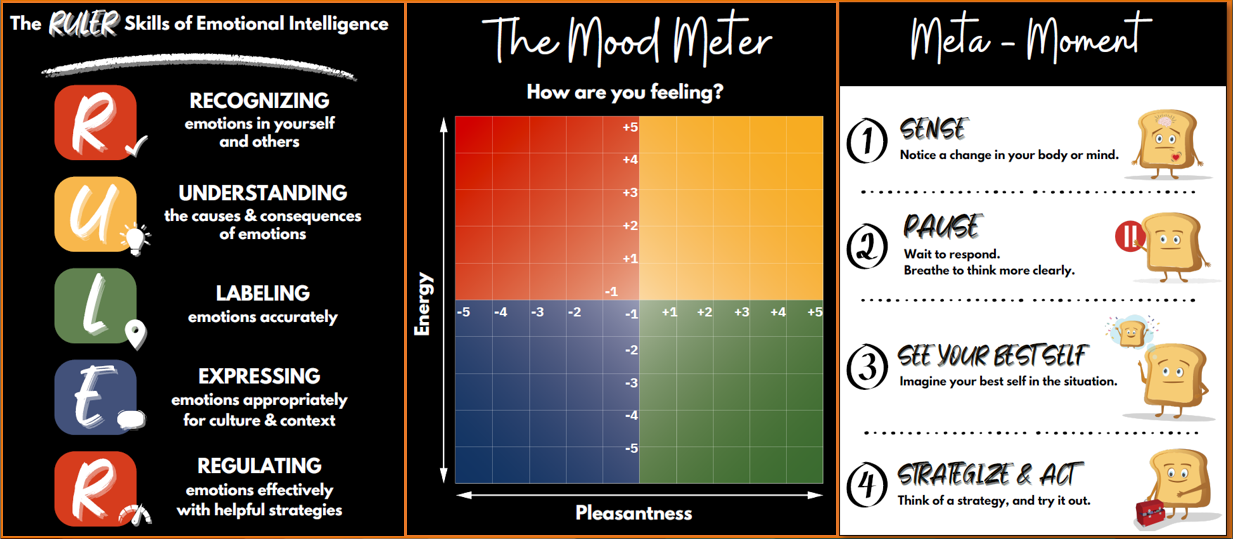 The RULER Skills of Emotional Intelligence
R
RECOGNIZING
emotions in yourself
and others
U
UNDERSTANDING
the causes & consequences
of emotions
L
LABELING
emotions accurately
E
EXPRESSING
emotions appropriately
for culture & context
R
REGULATING
emotions effectively
with helpful strategies
The Mood Meter
How are you feeling?
Energy
+5
+4
+3
+2
+1
-1
-5 -4 -3 -2 -1 +1 +2 +3 +4 +5
-2
-3
-4
-5
Pleasantness
Meta - Moment
1 SENSE
Notice a change in your body or mind.
2 PAUSE
Wait to respond.
Breathe to think more clearly.
3 SEE YOUR BEST SELF
Imagine your best self in the situation.
4 STRATEGIZE & ACT
Think of a strategy, and try it out.